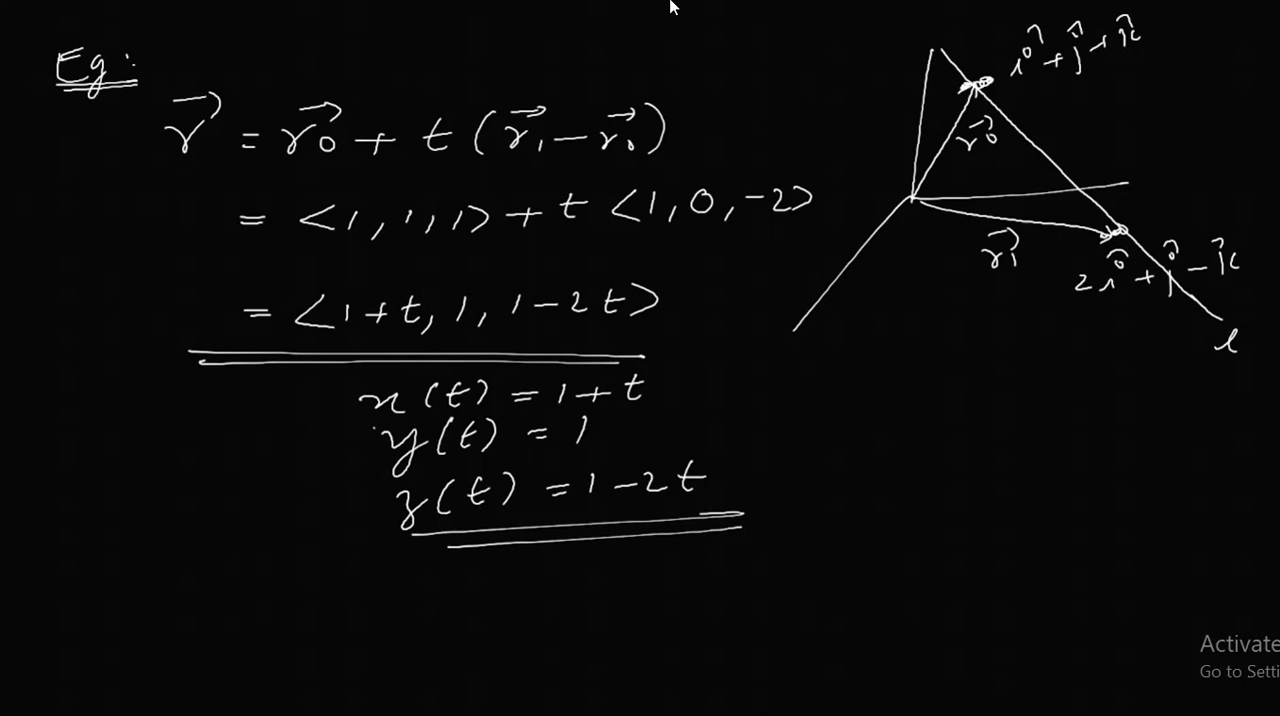 Eg:
r⃗ = r⃗₀ + t (r⃗₁ − r⃗₀)
= <1, 1, 1> + t <1, 0, -2>
= <1+t, 1, 1-2t>
x(t) = 1+t
y(t) = 1
z(t) = 1-2t
î + ĵ + k̂
r⃗₀
r⃗₁
2î + ĵ − k̂
l
Activate
Go to Setti